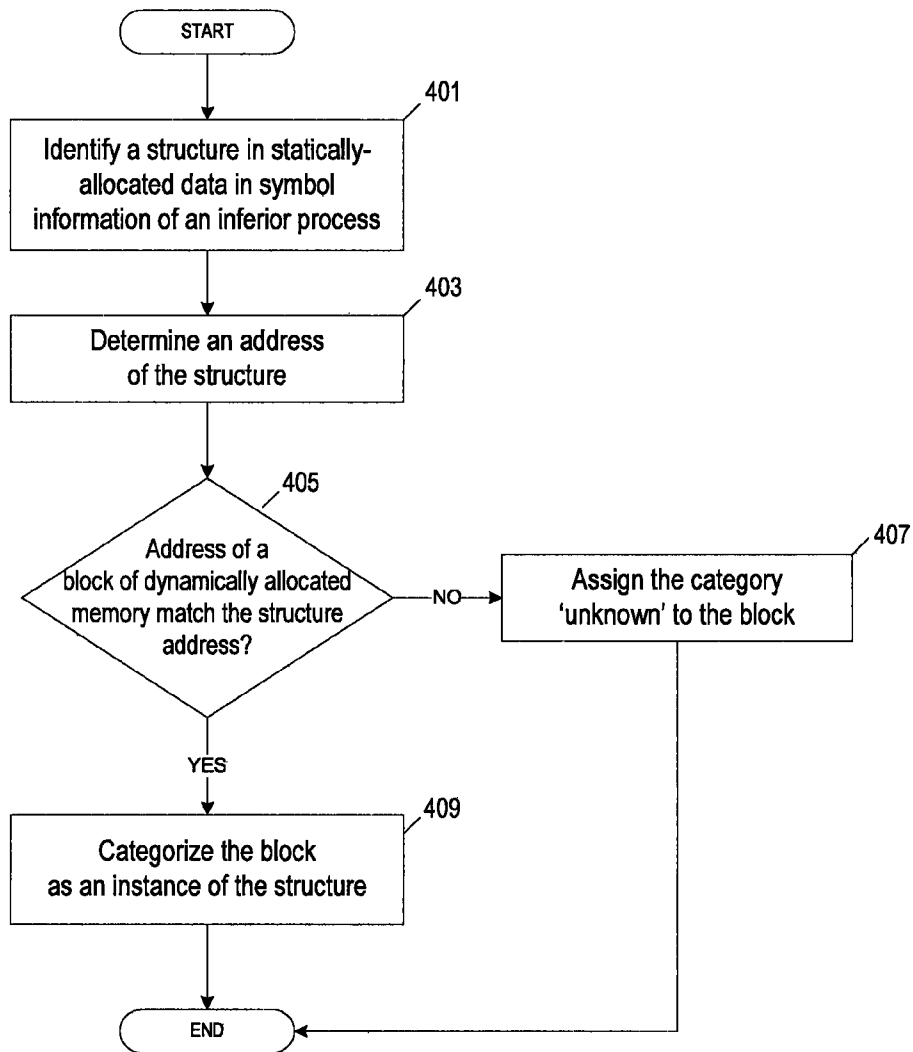 START
401
Identify a structure in statically-
allocated data in symbol
information of an inferior process
403
Determine an address
of the structure
405
Address of a
block of dynamically allocated
memory match the structure
address?
NO
407
Assign the category
‘unknown’ to the block
YES
409
Categorize the block
as an instance of the structure
END